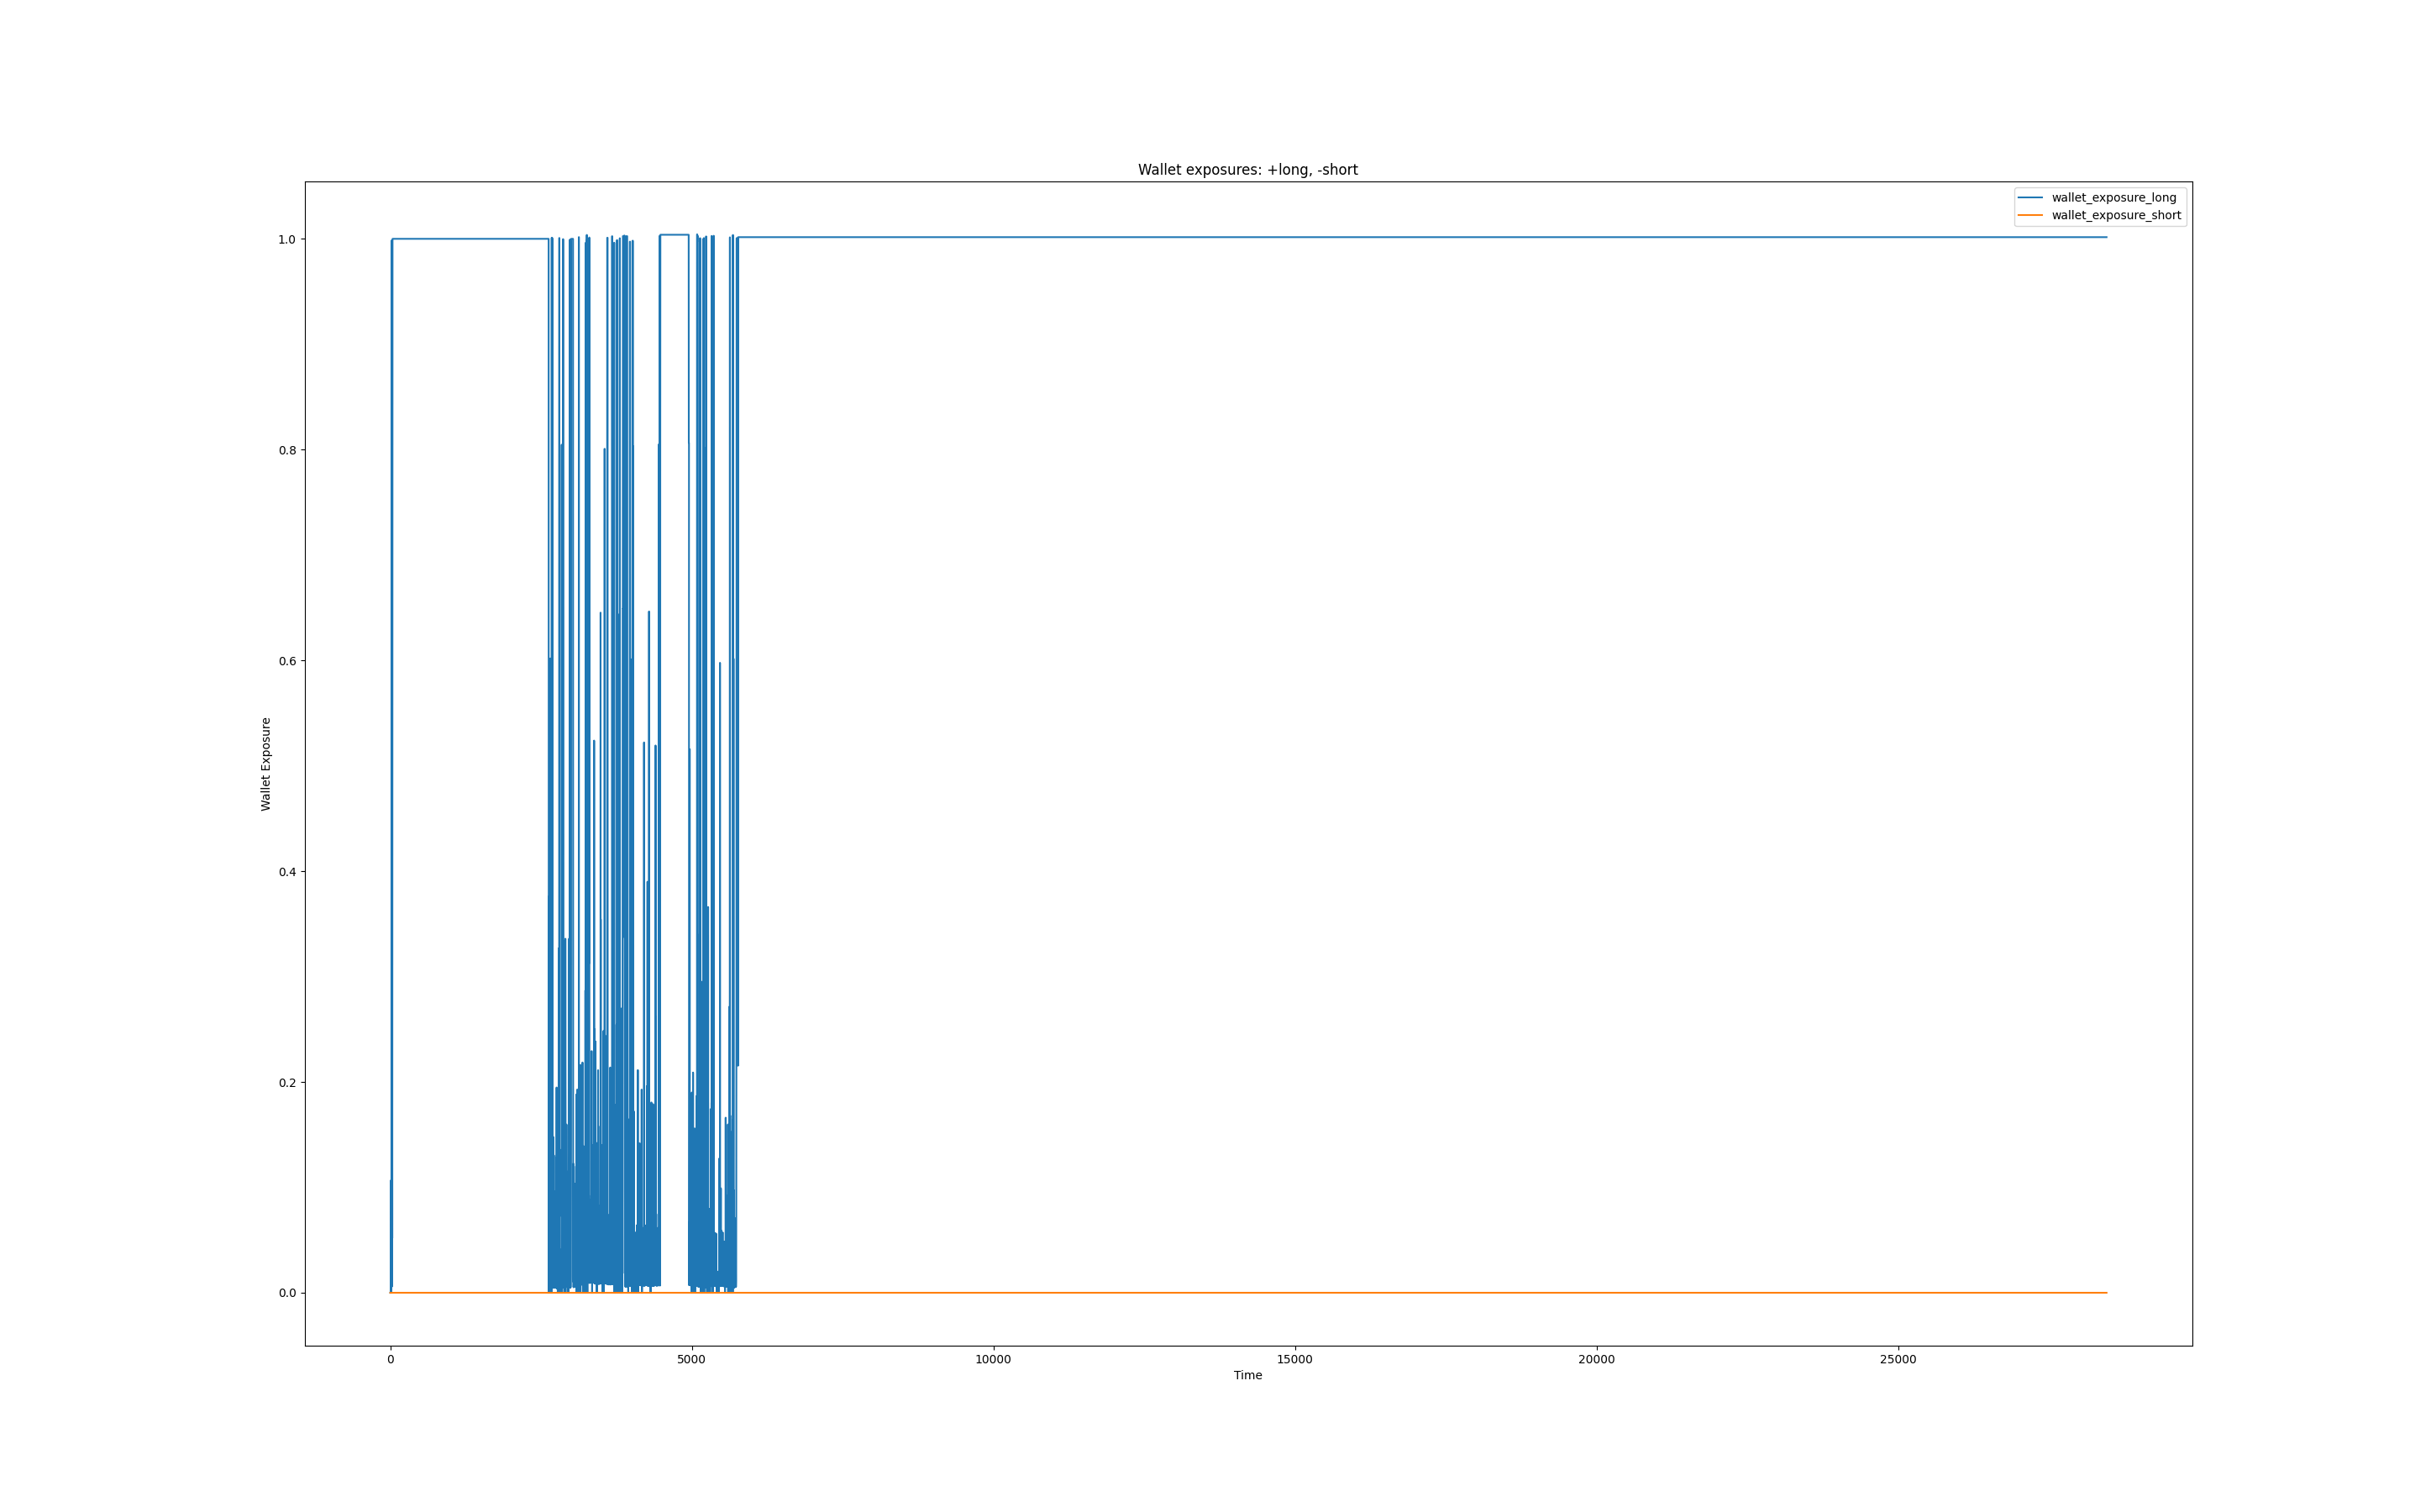 Wallet exposures: +long, -short
wallet_exposure_long
wallet_exposure_short
1.0
0.8
0.6
0.4
0.2
0.0
Wallet Exposure
0 5000 10000 15000 20000 25000
Time